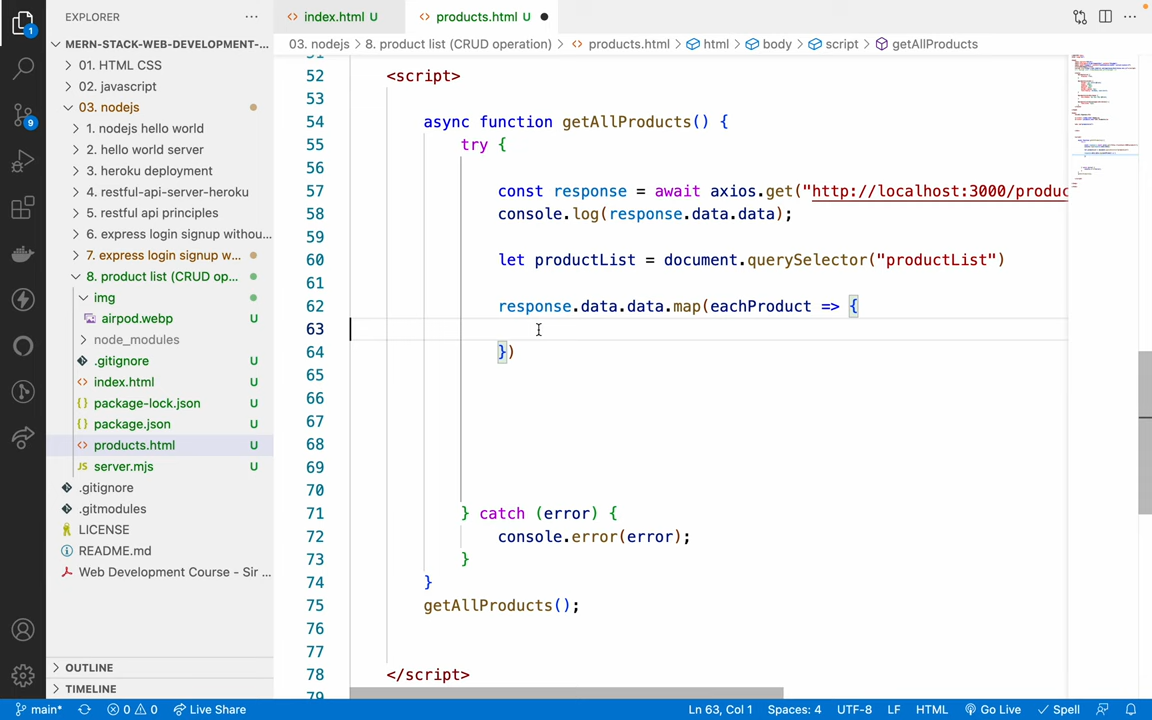 EXPLORER
index.html U
products.html U
MERN-STACK-WEB-DEVELOPMENT-...
03. nodejs > 8. product list (CRUD operation) > products.html > html > body > script > getAllProducts
01. HTML CSS
02. javascript
03. nodejs
1. nodejs hello world
2. hello world server
3. heroku deployment
4. restful-api-server-heroku
5. restful api principles
6. express login signup withou...
7. express login signup w...
8. product list (CRUD op...
img
airpod.webp U
node_modules
.gitignore U
index.html U
package-lock.json U
package.json U
products.html U
server.mjs U
.gitignore
.gitmodules
LICENSE
README.md
Web Development Course - Sir ...
OUTLINE
TIMELINE
1
9
52 <script>
53
54 async function getAllProducts() {
55 try {
56
57 const response = await axios.get("http://localhost:3000/produc
58 console.log(response.data.data);
59
60 let productList = document.querySelector("productList")
61
62 response.data.data.map(eachProduct => {
63
64 })
65
66
67
68
69
70
71 } catch (error) {
72 console.error(error);
73 }
74 }
75 getAllProducts();
76
77
78 </script>
79
main* 0 0 Live Share
Ln 63, Col 1 Spaces: 4 UTF-8 LF HTML Go Live Spell